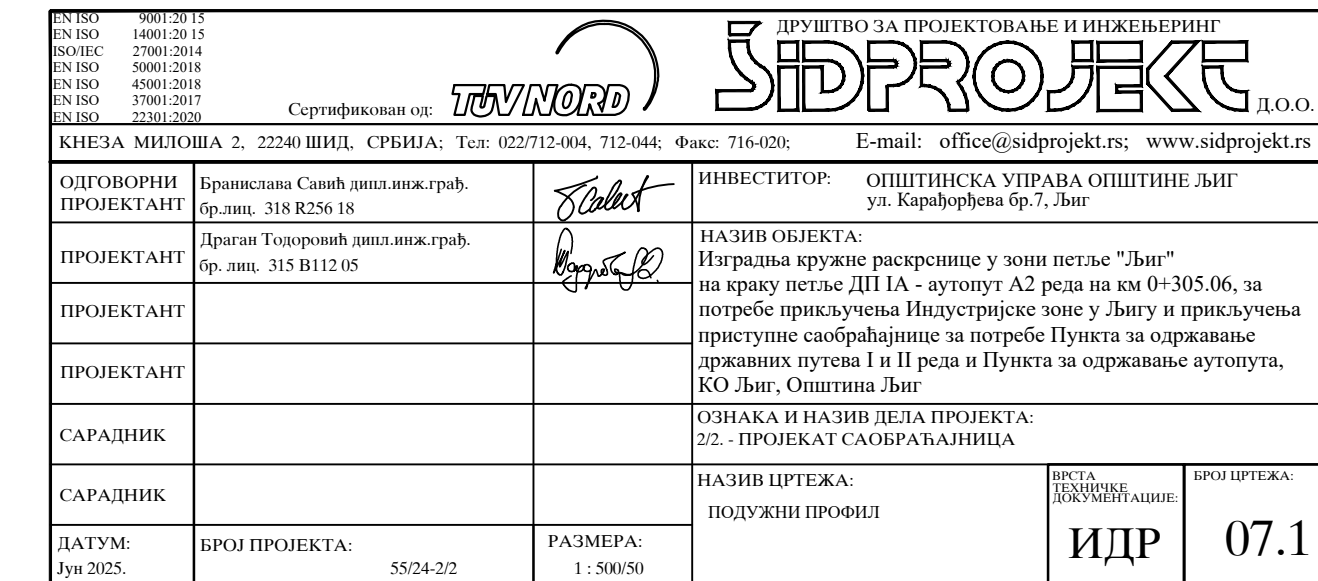 EN ISO 9001:20 15
EN ISO 14001:20 15
ISO/IEC 27001:2014
EN ISO 50001:2018
EN ISO 45001:2018
EN ISO 37001:2017
EN ISO 22301:2020
Сертификован од:
TÜV NORD
ДРУШТВО ЗА ПРОЈЕКТОВАЊЕ И ИНЖЕЊЕРИНГ
ŠIDPROJEKT
Д.О.О.
КНЕЗА МИЛОША 2, 22240 ШИД, СРБИЈА; Тел: 022/712-004, 712-044; Факс: 716-020; E-mail: office@sidprojekt.rs; www.sidprojekt.rs
ОДГОВОРНИ
ПРОЈЕКТАНТ
Бранислава Савић дипл.инж.грађ.
бр.лиц. 318 R256 18
ПРОЈЕКТАНТ
Драган Тодоровић дипл.инж.грађ.
бр. лиц. 315 B112 05
ПРОЈЕКТАНТ
ПРОЈЕКТАНТ
САРАДНИК
САРАДНИК
ДАТУМ:
Јун 2025.
БРОЈ ПРОЈЕКТА:
55/24-2/2
РАЗМЕРА:
1 : 500/50
ИНВЕСТИТОР: ОПШТИНСКА УПРАВА ОПШТИНЕ ЉИГ
ул. Карађорђева бр.7, Љиг
НАЗИВ ОБЈЕКТА:
Изградња кружне раскрснице у зони петље "Љиг"
на краку петље ДП IA - аутопут А2 реда на км 0+305.06, за
потребе прикључења Индустријске зоне у Љигу и прикључења
приступне саобраћајнице за потребе Пункта за одржавање
државних путева I и II реда и Пункта за одржавање аутопута,
КО Љиг, Општина Љиг
ОЗНАКА И НАЗИВ ДЕЛА ПРОЈЕКТА:
2/2. - ПРОЈЕКАТ САОБРАЋАЈНИЦА
НАЗИВ ЦРТЕЖА:
ПОДУЖНИ ПРОФИЛ
ВРСТА
ТЕХНИЧКЕ
ДОКУМЕНТАЦИЈЕ:
ИДР
БРОЈ ЦРТЕЖА:
07.1